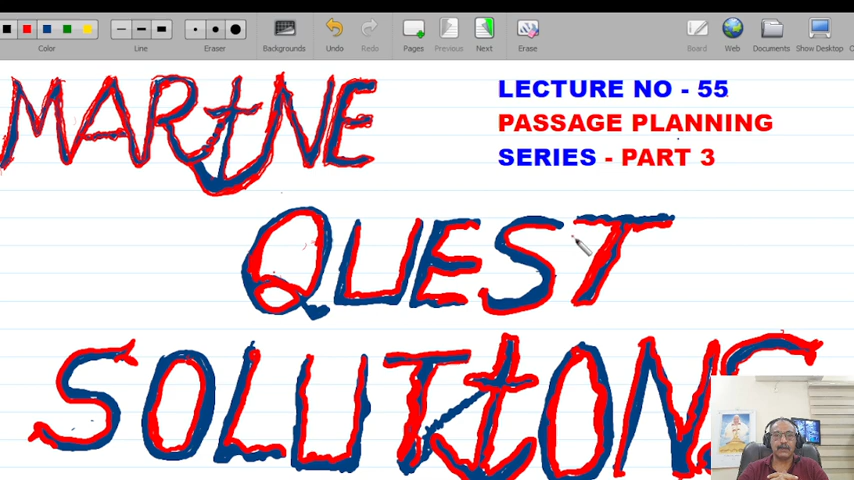 Color
Line
Eraser
Backgrounds
Undo
Redo
Pages
Previous
Next
Erase
Board
Web
Documents
Show Desktop
MARINE
LECTURE NO - 55
PASSAGE PLANNING
SERIES - PART 3
QUEST
SOLUTIONS